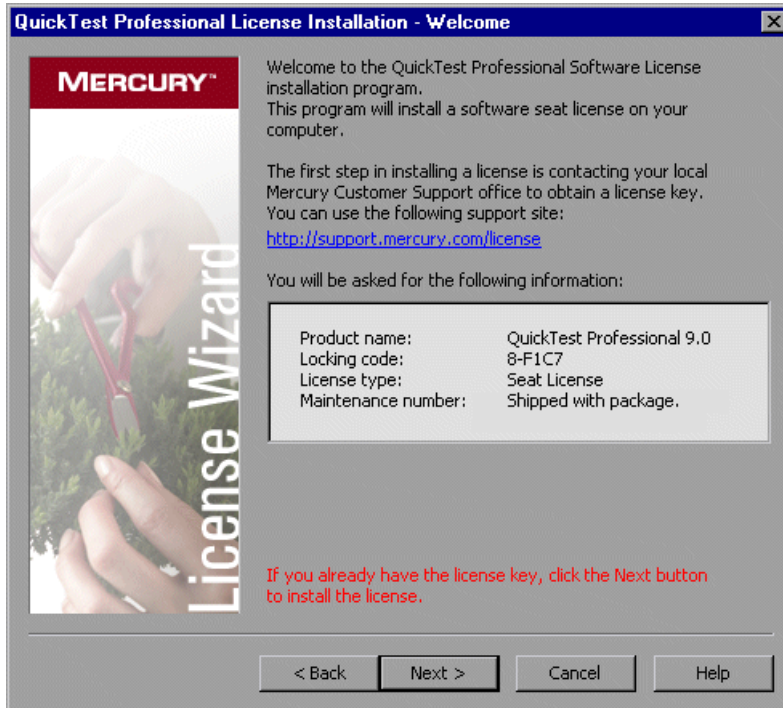 QuickTest Professional License Installation - Welcome
MERCURY™
License Wizard
Welcome to the QuickTest Professional Software License
installation program.
This program will install a software seat license on your
computer.
The first step in installing a license is contacting your local
Mercury Customer Support office to obtain a license key.
You can use the following support site:
http://support.mercury.com/license
You will be asked for the following information:
Product name: QuickTest Professional 9.0
Locking code: 8-F1C7
License type: Seat License
Maintenance number: Shipped with package.
If you already have the license key, click the Next button
to install the license.
< Back Next > Cancel Help